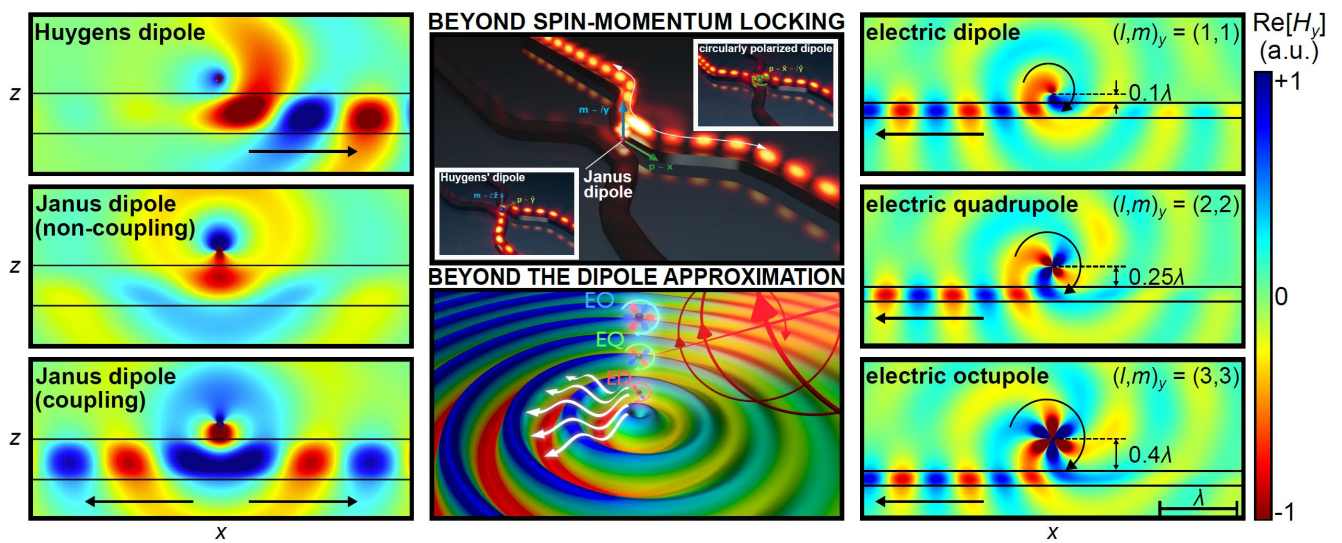 Huygens dipole
z
Janus dipole
(non-coupling)
z
Janus dipole
(coupling)
z
x
BEYOND SPIN-MOMENTUM LOCKING
circularly polarized dipole
m ~ iy
p ~ x
Janus
dipole
Huygens' dipole
BEYOND THE DIPOLE APPROXIMATION
EO
EQ
ED
electric dipole (l,m)y = (1,1)
0.1λ
electric quadrupole (l,m)y = (2,2)
0.25λ
electric octupole (l,m)y = (3,3)
0.4λ
λ
x
Re[Hy]
(a.u.)
+1
0
-1